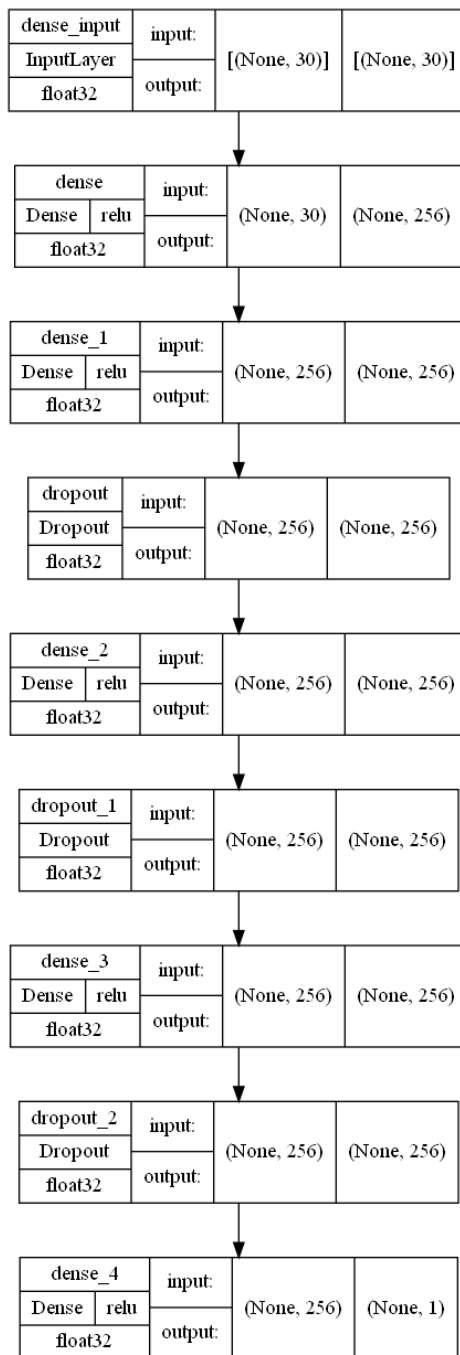 dense_input
InputLayer
float32
input:
output:
[(None, 30)]
[(None, 30)]
dense
Dense
relu
float32
input:
output:
(None, 30)
(None, 256)
dense_1
Dense
relu
float32
input:
output:
(None, 256)
(None, 256)
dropout
Dropout
float32
input:
output:
(None, 256)
(None, 256)
dense_2
Dense
relu
float32
input:
output:
(None, 256)
(None, 256)
dropout_1
Dropout
float32
input:
output:
(None, 256)
(None, 256)
dense_3
Dense
relu
float32
input:
output:
(None, 256)
(None, 256)
dropout_2
Dropout
float32
input:
output:
(None, 256)
(None, 256)
dense_4
Dense
relu
float32
input:
output:
(None, 256)
(None, 1)